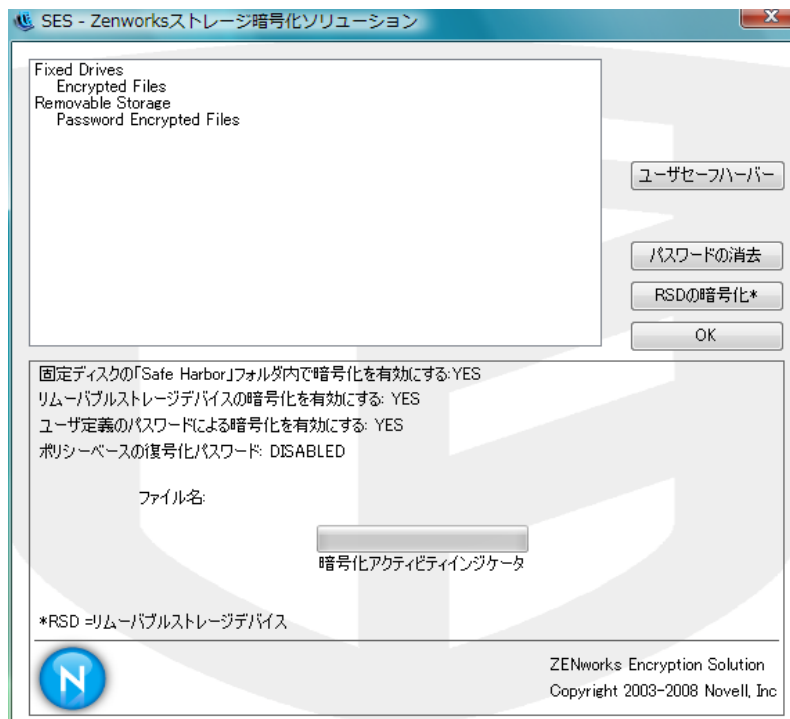 SES - Zenworksストレージ暗号化ソリューション
Fixed Drives
Encrypted Files
Removable Storage
Password Encrypted Files
ユーザセーフハーバー
パスワードの消去
RSDの暗号化*
OK
固定ディスクの「Safe Harbor」フォルダ内で暗号化を有効にする:YES
リムーバブルストレージデバイスの暗号化を有効にする: YES
ユーザ定義のパスワードによる暗号化を有効にする: YES
ポリシーベースの復号化パスワード: DISABLED
ファイル名:
暗号化アクティビティインジケータ
*RSD =リムーバブルストレージデバイス
N
ZENworks Encryption Solution
Copyright 2003-2008 Novell, Inc